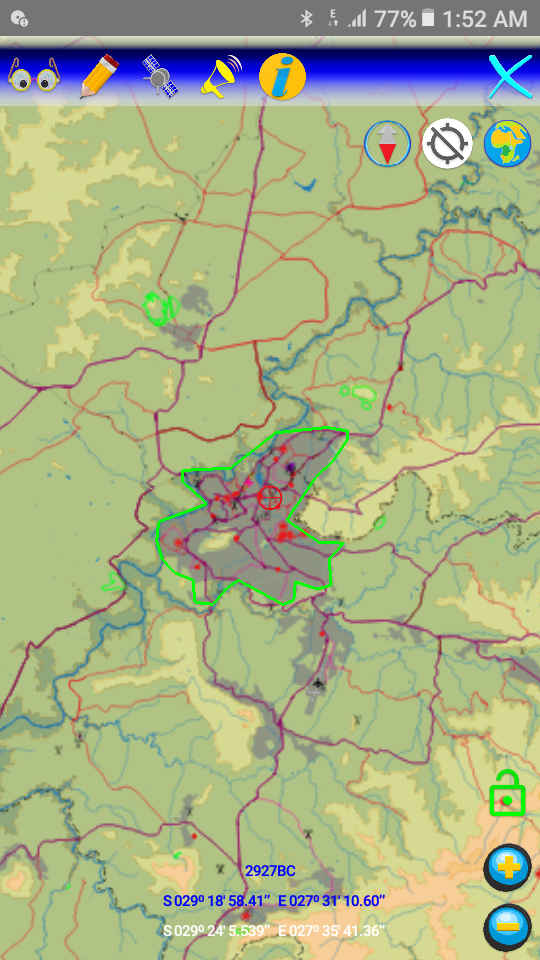 E 77% 1:52 AM
i
2927BC
S 029º 18' 58.41" E 027º 31' 10.60"
S 029º 24' 5.539" E 027º 35' 41.36"